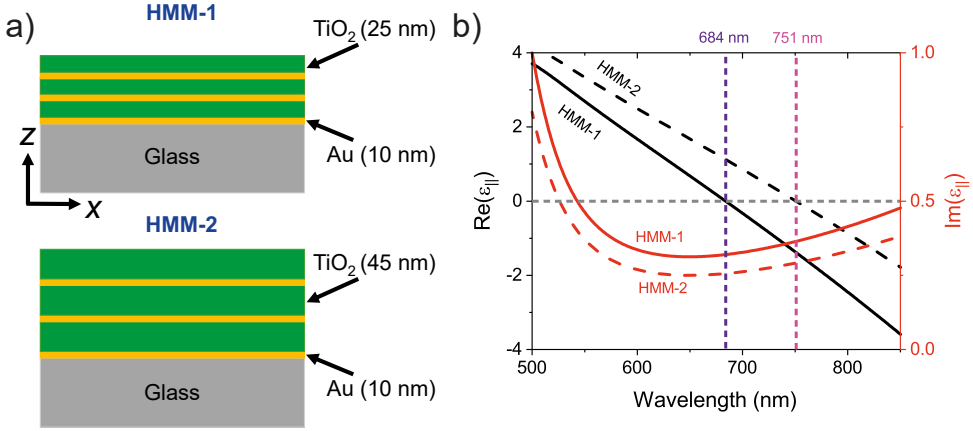 a)
HMM-1
TiO₂ (25 nm)
Glass
Au (10 nm)
z
x
HMM-2
TiO₂ (45 nm)
Glass
Au (10 nm)
b)
684 nm
751 nm
4
2
0
-2
-4
Re(ε||)
1.0
0.5
0.0
Im(ε||)
HMM-2
HMM-1
HMM-1
HMM-2
500
600
700
800
Wavelength (nm)